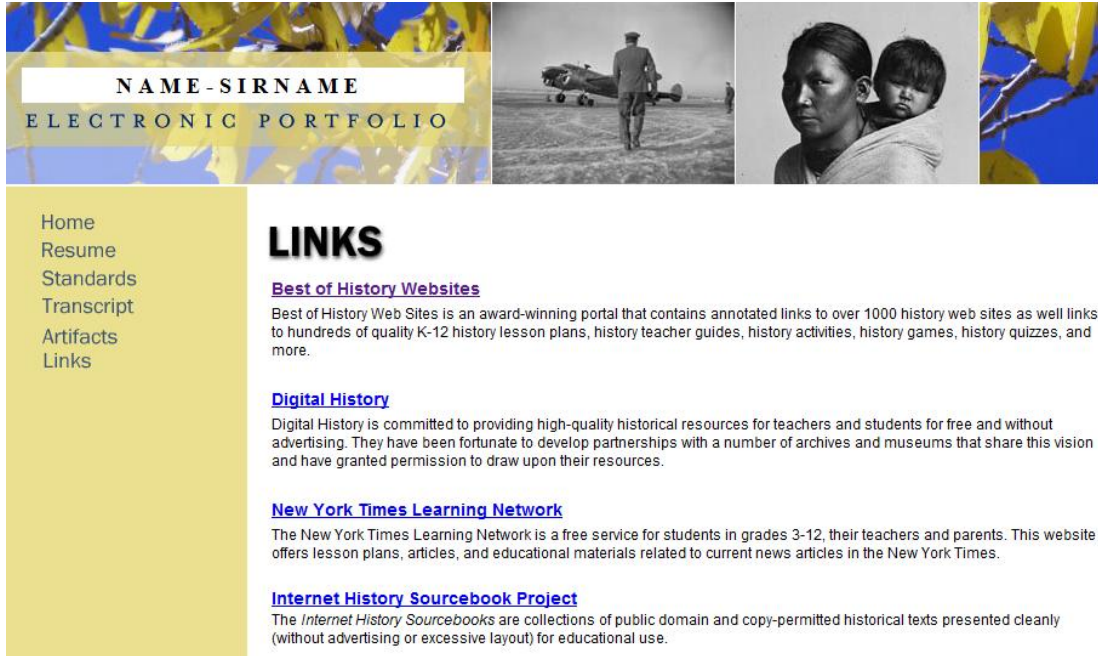 NAME-SIRNAME
ELECTRONIC PORTFOLIO
Home
Resume
Standards
Transcript
Artifacts
Links
LINKS
Best of History Websites
Best of History Web Sites is an award-winning portal that contains annotated links to over 1000 history web sites as well links
to hundreds of quality K-12 history lesson plans, history teacher guides, history activities, history games, history quizzes, and
more.
Digital History
Digital History is committed to providing high-quality historical resources for teachers and students for free and without
advertising. They have been fortunate to develop partnerships with a number of archives and museums that share this vision
and have granted permission to draw upon their resources.
New York Times Learning Network
The New York Times Learning Network is a free service for students in grades 3-12, their teachers and parents. This website
offers lesson plans, articles, and educational materials related to current news articles in the New York Times.
Internet History Sourcebook Project
The Internet History Sourcebooks are collections of public domain and copy-permitted historical texts presented cleanly
(without advertising or excessive layout) for educational use.